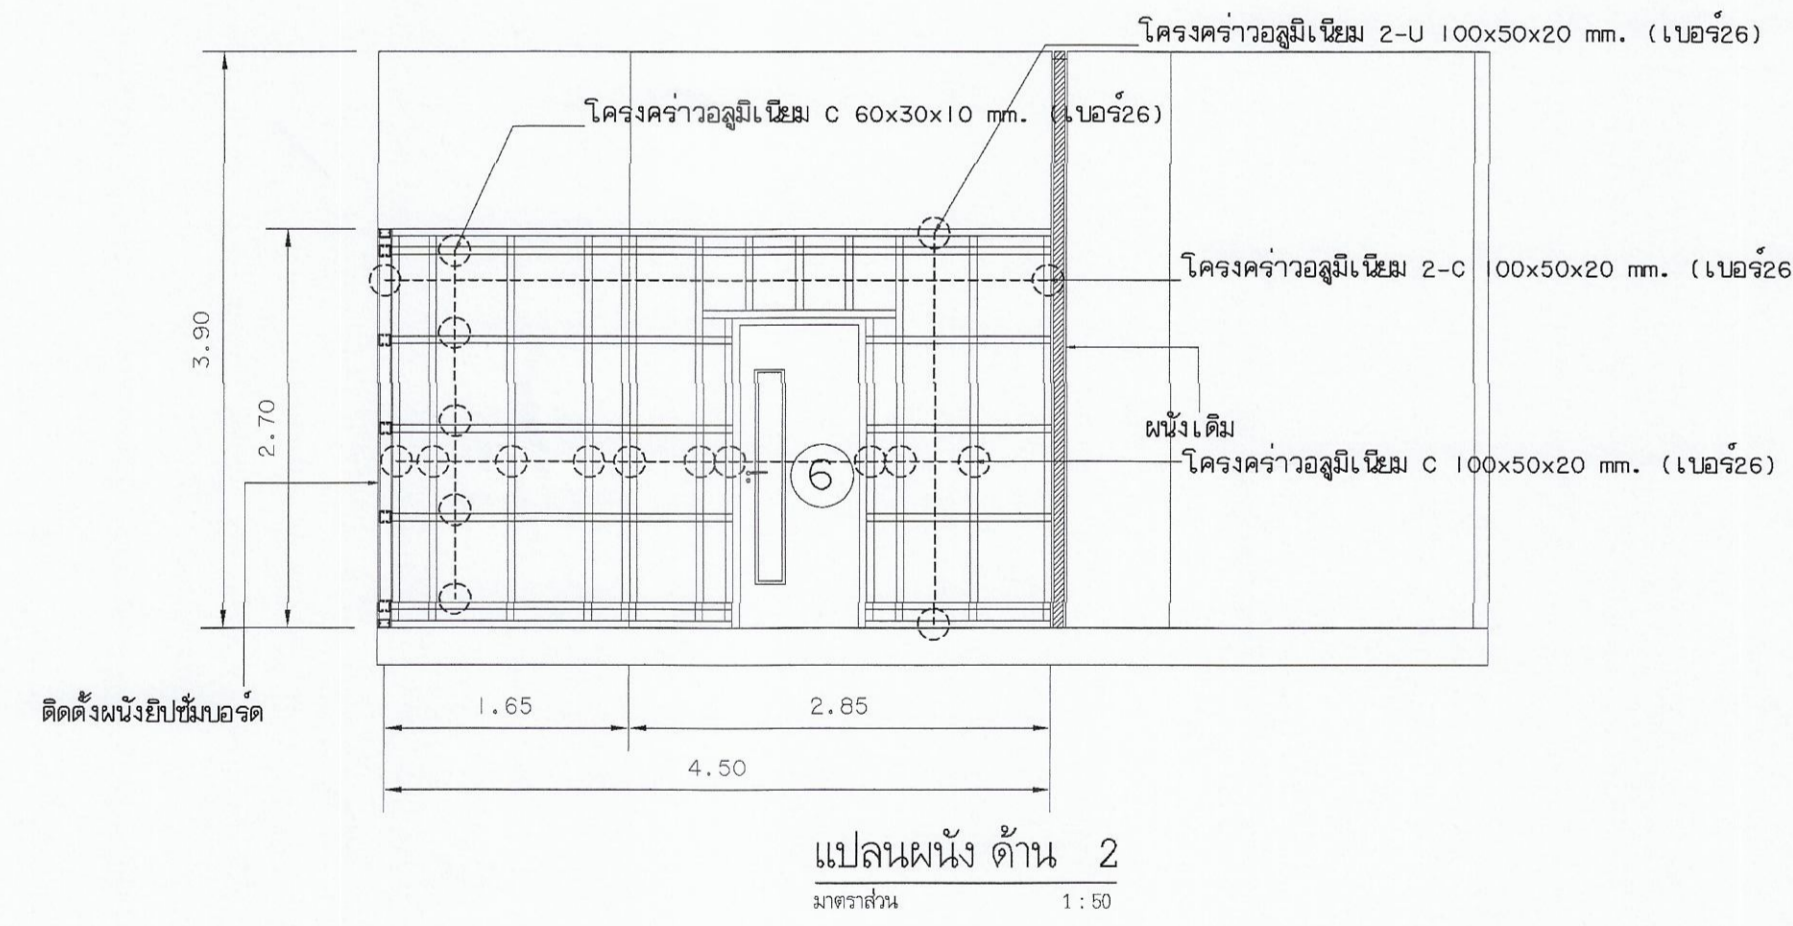 โครงคร่าวอลูมิเนียม 2-U 100x50x20 mm. (เบอร์26)
โครงคร่าวอลูมิเนียม C 60x30x10 mm. (เบอร์26)
โครงคร่าวอลูมิเนียม 2-C 100x50x20 mm. (เบอร์26
3.90
2.70
ผนังเดิม
โครงคร่าวอลูมิเนียม C 100x50x20 mm. (เบอร์26)
6
ติดตั้งผนังยิปซั่มบอร์ด
1.65
2.85
4.50
แปลนผนัง ด้าน 2
มาตราส่วน 1:50